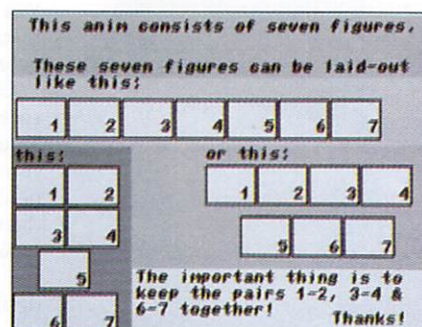 This anim consists of seven figures.
These seven figures can be laid-out
like this:
1 2 3 4 5 6 7
this:
1 2
3 4
5
6 7
or this:
1 2 3 4
5 6 7
The important thing is to
keep the pairs 1-2, 3-4 &
6-7 together!
Thanks!